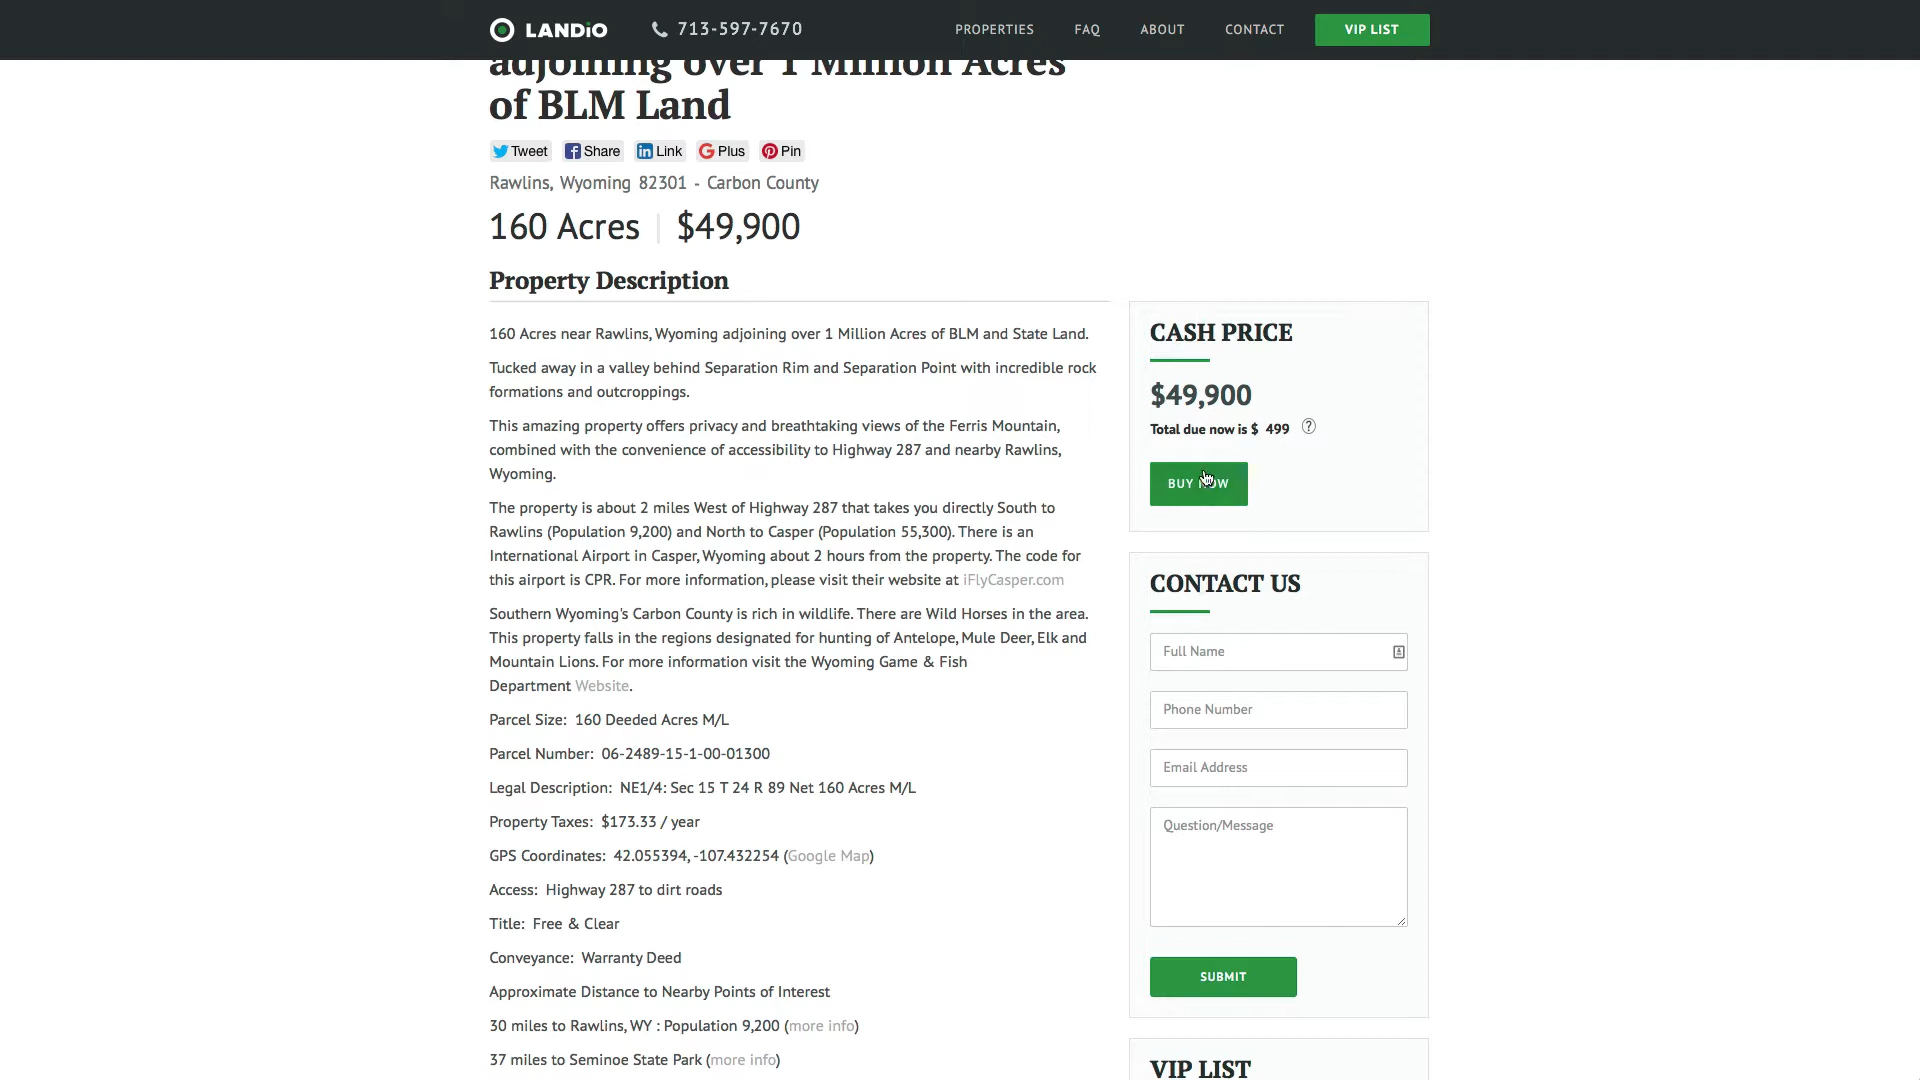 LANDiO
713-597-7670
PROPERTIES
FAQ
ABOUT
CONTACT
VIP LIST
adjoining over 1 Million Acres
of BLM Land
Tweet
Share
Link
Plus
Pin
Rawlins, Wyoming 82301 - Carbon County
160 Acres | $49,900
Property Description
160 Acres near Rawlins, Wyoming adjoining over 1 Million Acres of BLM and State Land.
Tucked away in a valley behind Separation Rim and Separation Point with incredible rock
formations and outcroppings.
This amazing property offers privacy and breathtaking views of the Ferris Mountain,
combined with the convenience of accessibility to Highway 287 and nearby Rawlins,
Wyoming.
The property is about 2 miles West of Highway 287 that takes you directly South to
Rawlins (Population 9,200) and North to Casper (Population 55,300). There is an
International Airport in Casper, Wyoming about 2 hours from the property. The code for
this airport is CPR. For more information, please visit their website at iFlyCasper.com
Southern Wyoming's Carbon County is rich in wildlife. There are Wild Horses in the area.
This property falls in the regions designated for hunting of Antelope, Mule Deer, Elk and
Mountain Lions. For more information visit the Wyoming Game & Fish
Department Website.
Parcel Size: 160 Deeded Acres M/L
Parcel Number: 06-2489-15-1-00-01300
Legal Description: NE1/4: Sec 15 T 24 R 89 Net 160 Acres M/L
Property Taxes: $173.33 / year
GPS Coordinates: 42.055394, -107.432254 (Google Map)
Access: Highway 287 to dirt roads
Title: Free & Clear
Conveyance: Warranty Deed
Approximate Distance to Nearby Points of Interest
30 miles to Rawlins, WY : Population 9,200 (more info)
37 miles to Seminoe State Park (more info)
CASH PRICE
$49,900
Total due now is $ 499 ?
BUY NOW
CONTACT US
Full Name
Phone Number
Email Address
Question/Message
SUBMIT
VIP LIST